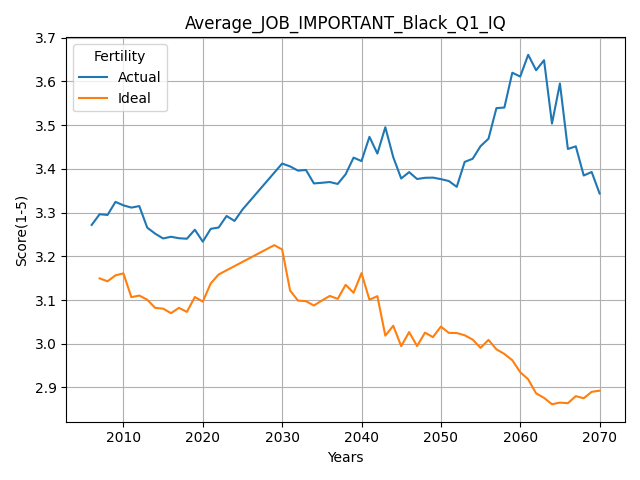 Average_JOB_IMPORTANT_Black_Q1_IQ
Fertility
Actual
Ideal
Score(1-5)
3.7
3.6
3.5
3.4
3.3
3.2
3.1
3.0
2.9
2010 2020 2030 2040 2050 2060 2070
Years